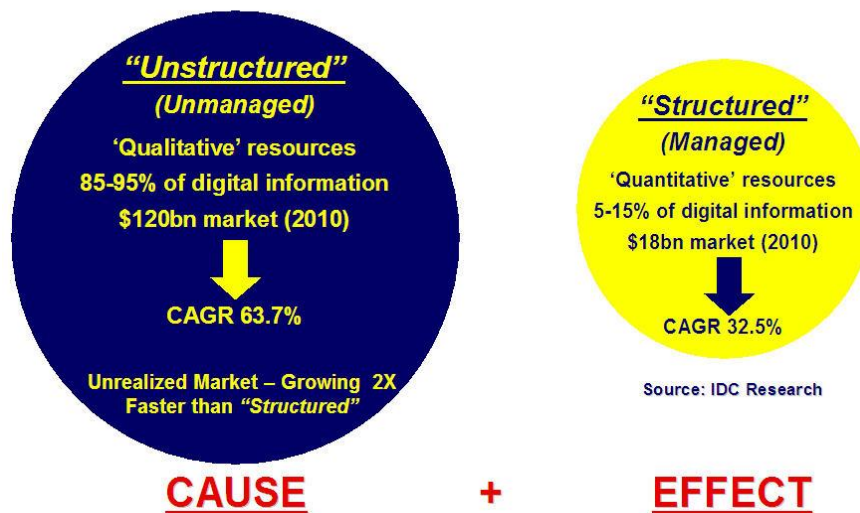 “Unstructured”
(Unmanaged)
‘Qualitative’ resources
85-95% of digital information
$120bn market (2010)
CAGR 63.7%
Unrealized Market – Growing 2X
Faster than “Structured”
“Structured”
(Managed)
‘Quantitative’ resources
5-15% of digital information
$18bn market (2010)
CAGR 32.5%
Source: IDC Research
CAUSE + EFFECT